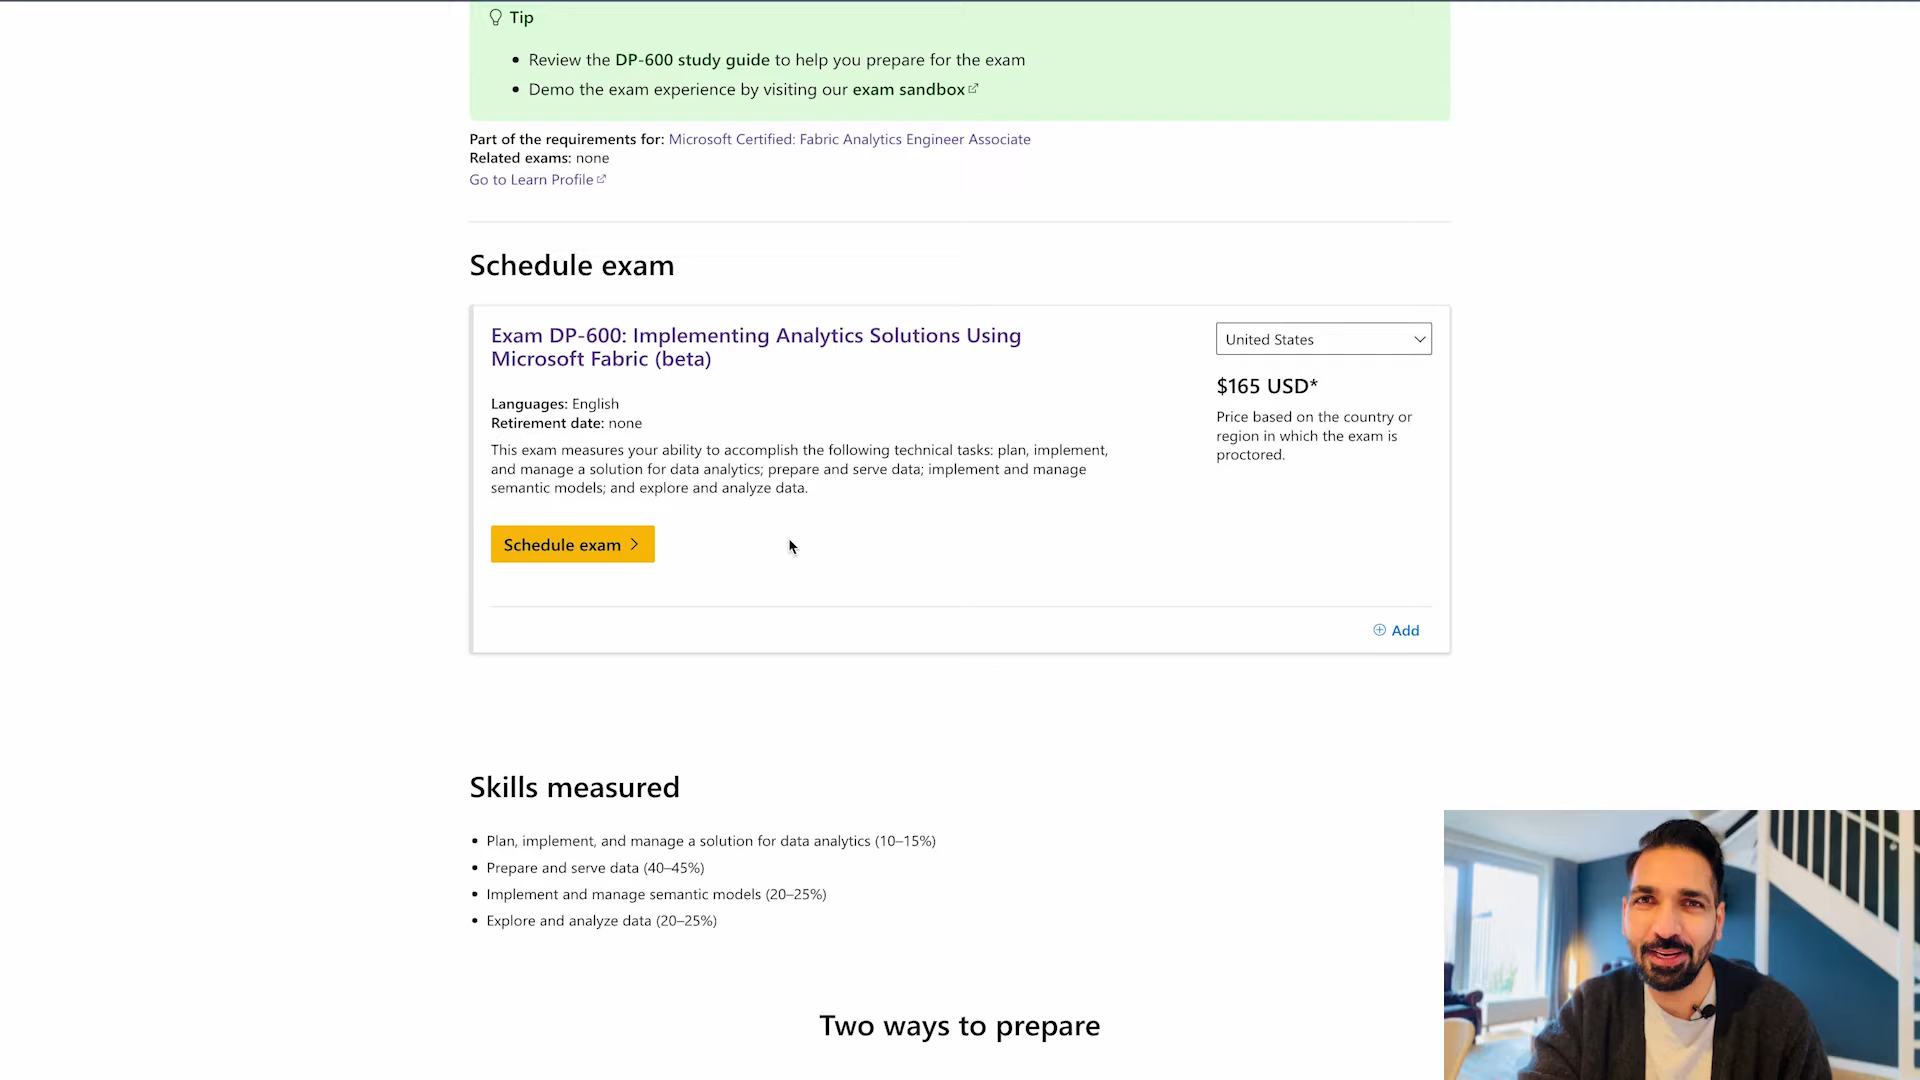 Tip
Review the DP-600 study guide to help you prepare for the exam
Demo the exam experience by visiting our exam sandbox
Part of the requirements for: Microsoft Certified: Fabric Analytics Engineer Associate
Related exams: none
Go to Learn Profile
Schedule exam
Exam DP-600: Implementing Analytics Solutions Using
Microsoft Fabric (beta)
Languages: English
Retirement date: none
This exam measures your ability to accomplish the following technical tasks: plan, implement,
and manage a solution for data analytics; prepare and serve data; implement and manage
semantic models; and explore and analyze data.
Schedule exam
United States
$165 USD*
Price based on the country or
region in which the exam is
proctored.
Add
Skills measured
Plan, implement, and manage a solution for data analytics (10–15%)
Prepare and serve data (40–45%)
Implement and manage semantic models (20–25%)
Explore and analyze data (20–25%)
Two ways to prepare